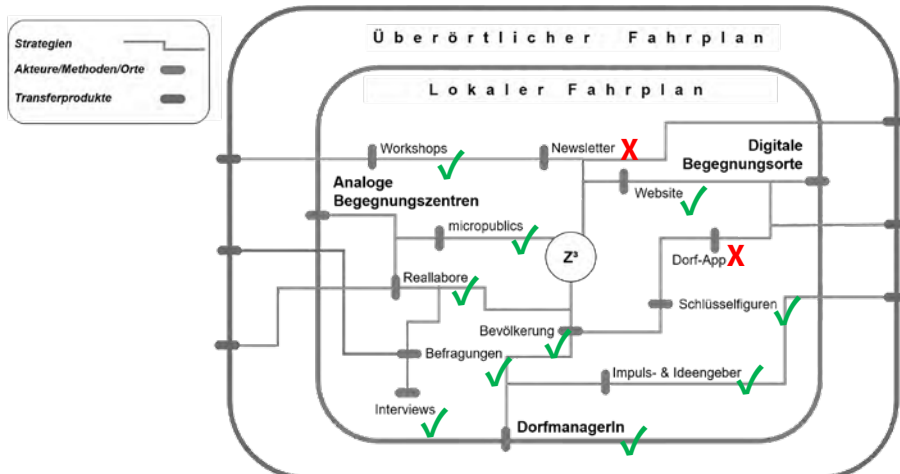 Strategien
Akteure/Methoden/Orte
Transferprodukte
Überörtlicher Fahrplan
Lokaler Fahrplan
Workshops
Newsletter X
Digitale
Begegnungsorte
Analoge
Begegnungszentren
Website
micropublics
Z³
Dorf-App X
Reallabore
Schlüsselfiguren
Bevölkerung
Befragungen
Impuls- & Ideengeber
Interviews
DorfmanagerIn